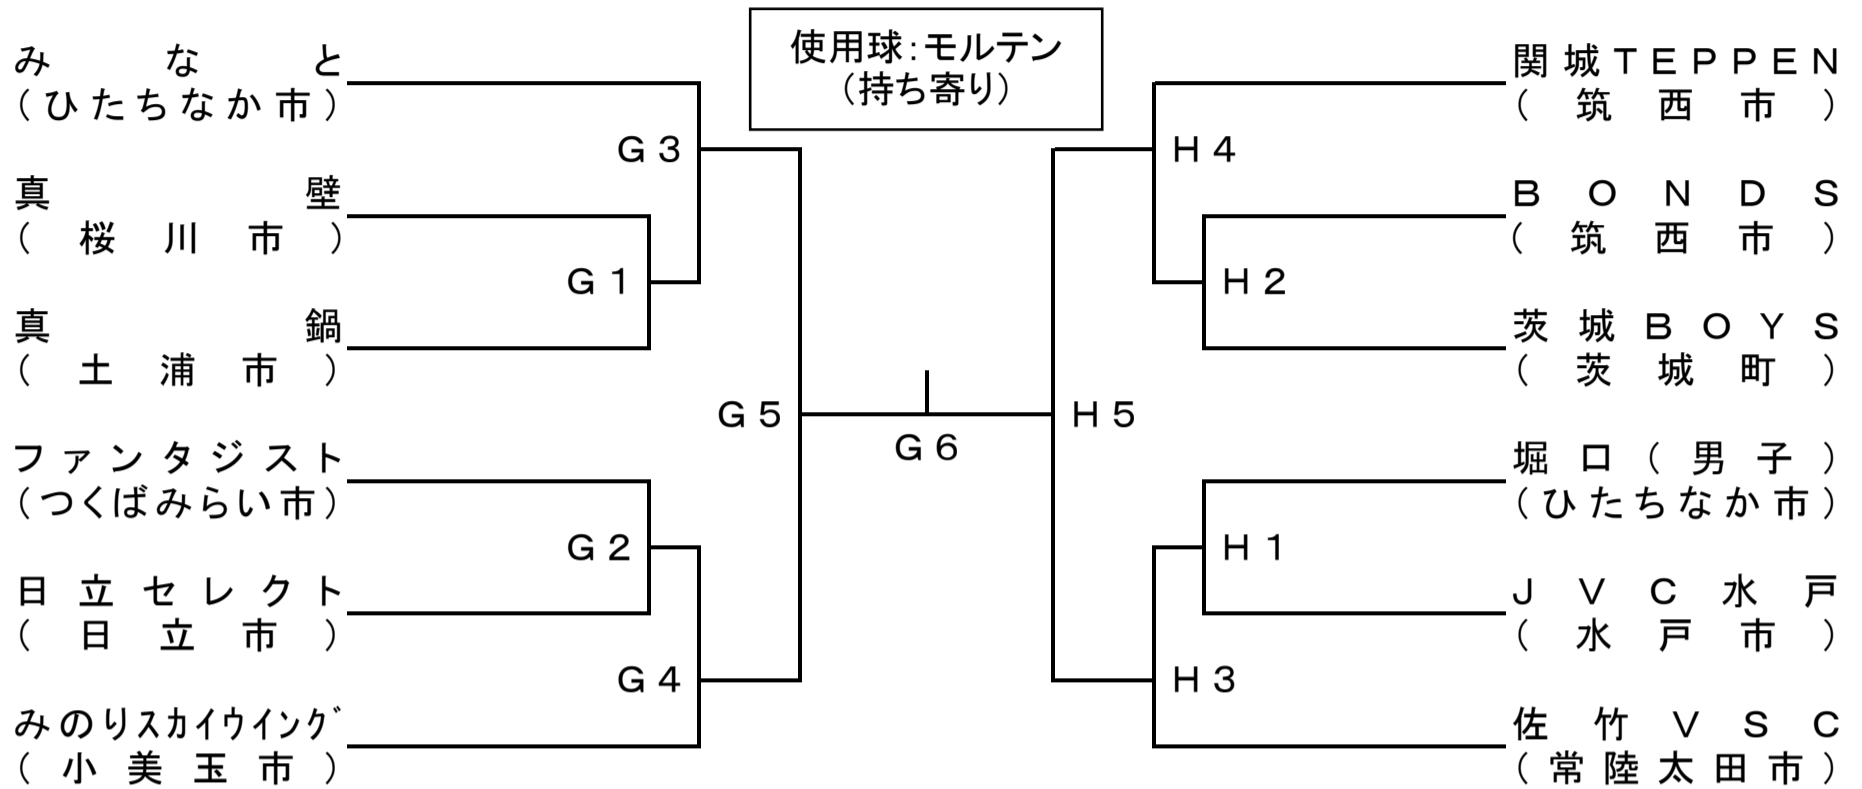 使用球：モルテン
（持ち寄り）
みなと
（ひたちなか市）
G3
真壁
（桜川市）
G1
真鍋
（土浦市）
G5
ファンタジスト
（つくばみらい市）
G2
日立セレクト
（日立市）
G4
みのりｽｶｲｳｲﾝｸﾞ
（小美玉市）
G6
関城TEPPEN
（筑西市）
H4
BONDS
（筑西市）
H2
茨城BOYS
（茨城町）
H5
堀口（男子）
（ひたちなか市）
H1
JVC水戸
（水戸市）
H3
佐竹VSC
（常陸太田市）